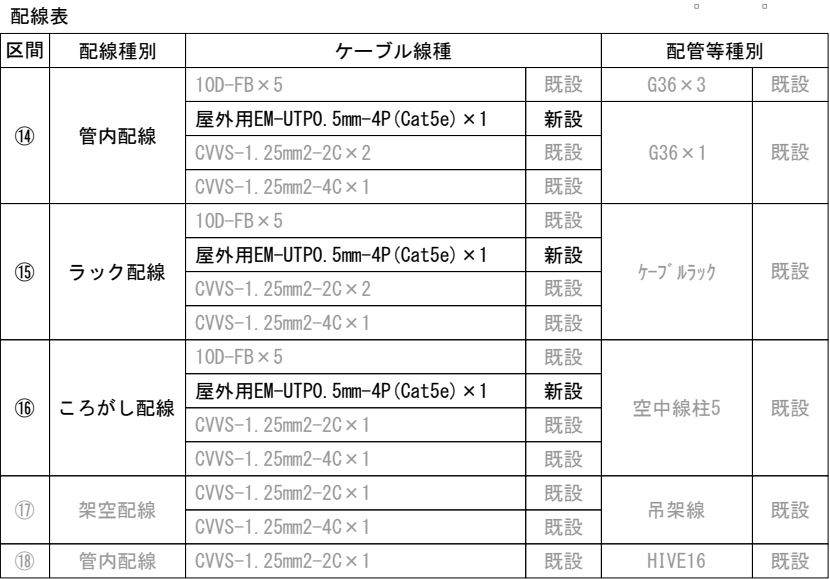 配線表
区間 配線種別 ケーブル線種 配管等種別
⑭ 管内配線 10D-FB×5 既設 G36×3 既設
屋外用EM-UTP0.5mm-4P(Cat5e)×1 新設 G36×1 既設
CVVS-1.25mm2-2C×2 既設
CVVS-1.25mm2-4C×1 既設
⑮ ラック配線 10D-FB×5 既設 ｹｰﾌﾞﾙﾗｯｸ 既設
屋外用EM-UTP0.5mm-4P(Cat5e)×1 新設
CVVS-1.25mm2-2C×2 既設
CVVS-1.25mm2-4C×1 既設
⑯ ころがし配線 10D-FB×5 既設 空中線柱5 既設
屋外用EM-UTP0.5mm-4P(Cat5e)×1 新設
CVVS-1.25mm2-2C×1 既設
CVVS-1.25mm2-4C×1 既設
⑰ 架空配線 CVVS-1.25mm2-2C×1 既設 吊架線 既設
CVVS-1.25mm2-4C×1 既設
⑱ 管内配線 CVVS-1.25mm2-2C×1 既設 HIVE16 既設